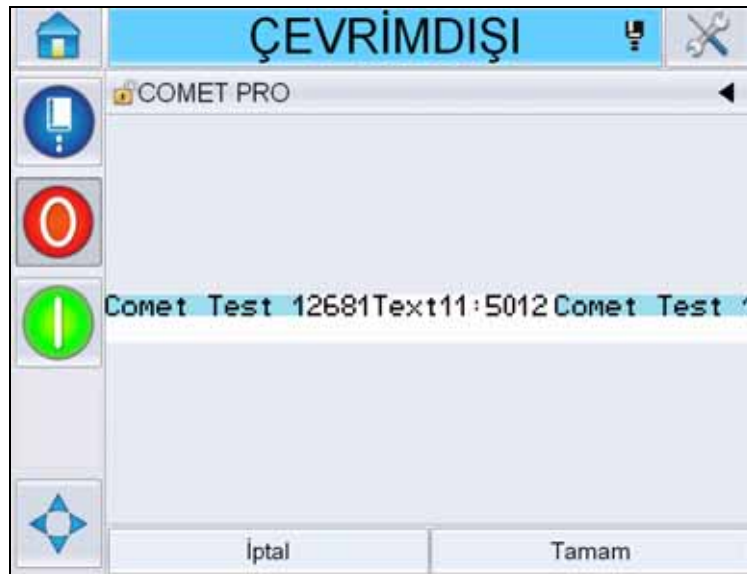 ÇEVRİMDIŞI
COMET PRO
Comet Test 12681Text11:5012 Comet Test
İptal
Tamam